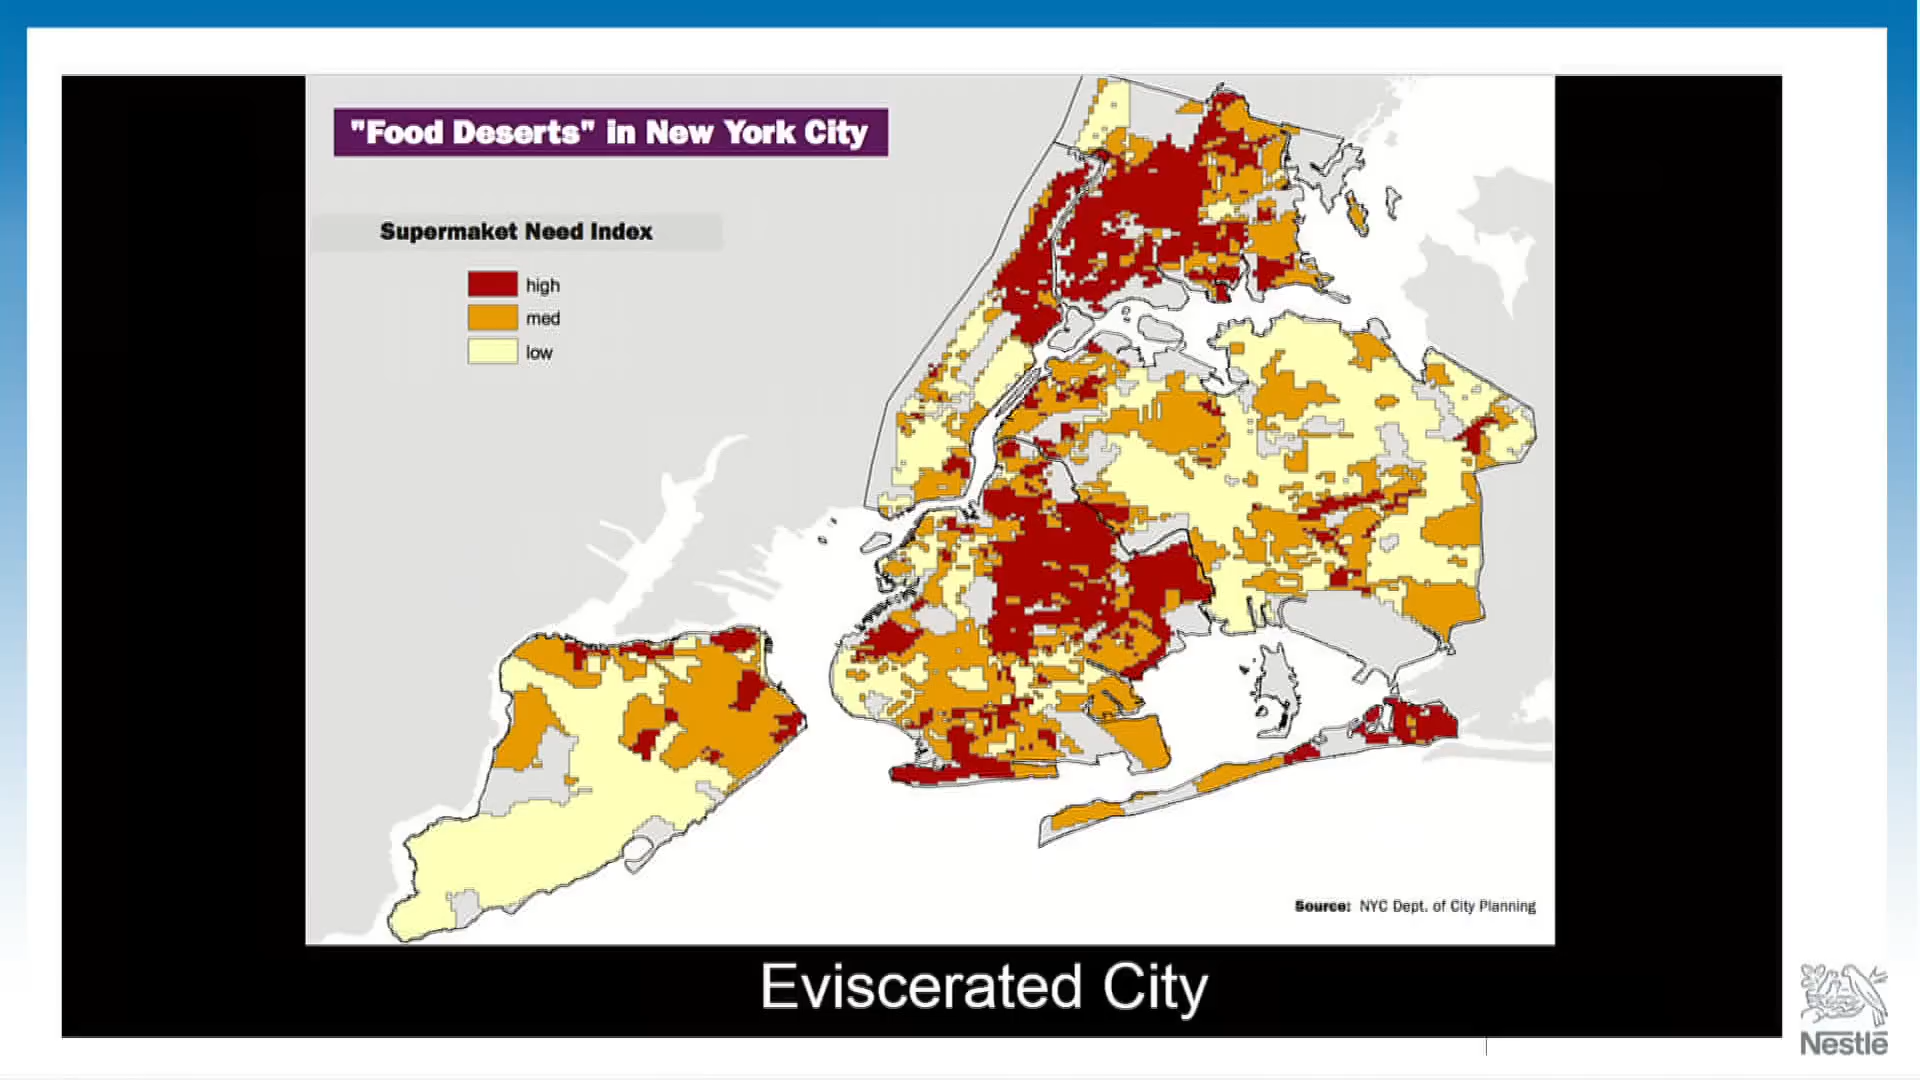 "Food Deserts" in New York City
Supermaket Need Index
high
med
low
Source: NYC Dept. of City Planning
Eviscerated City
Nestlé